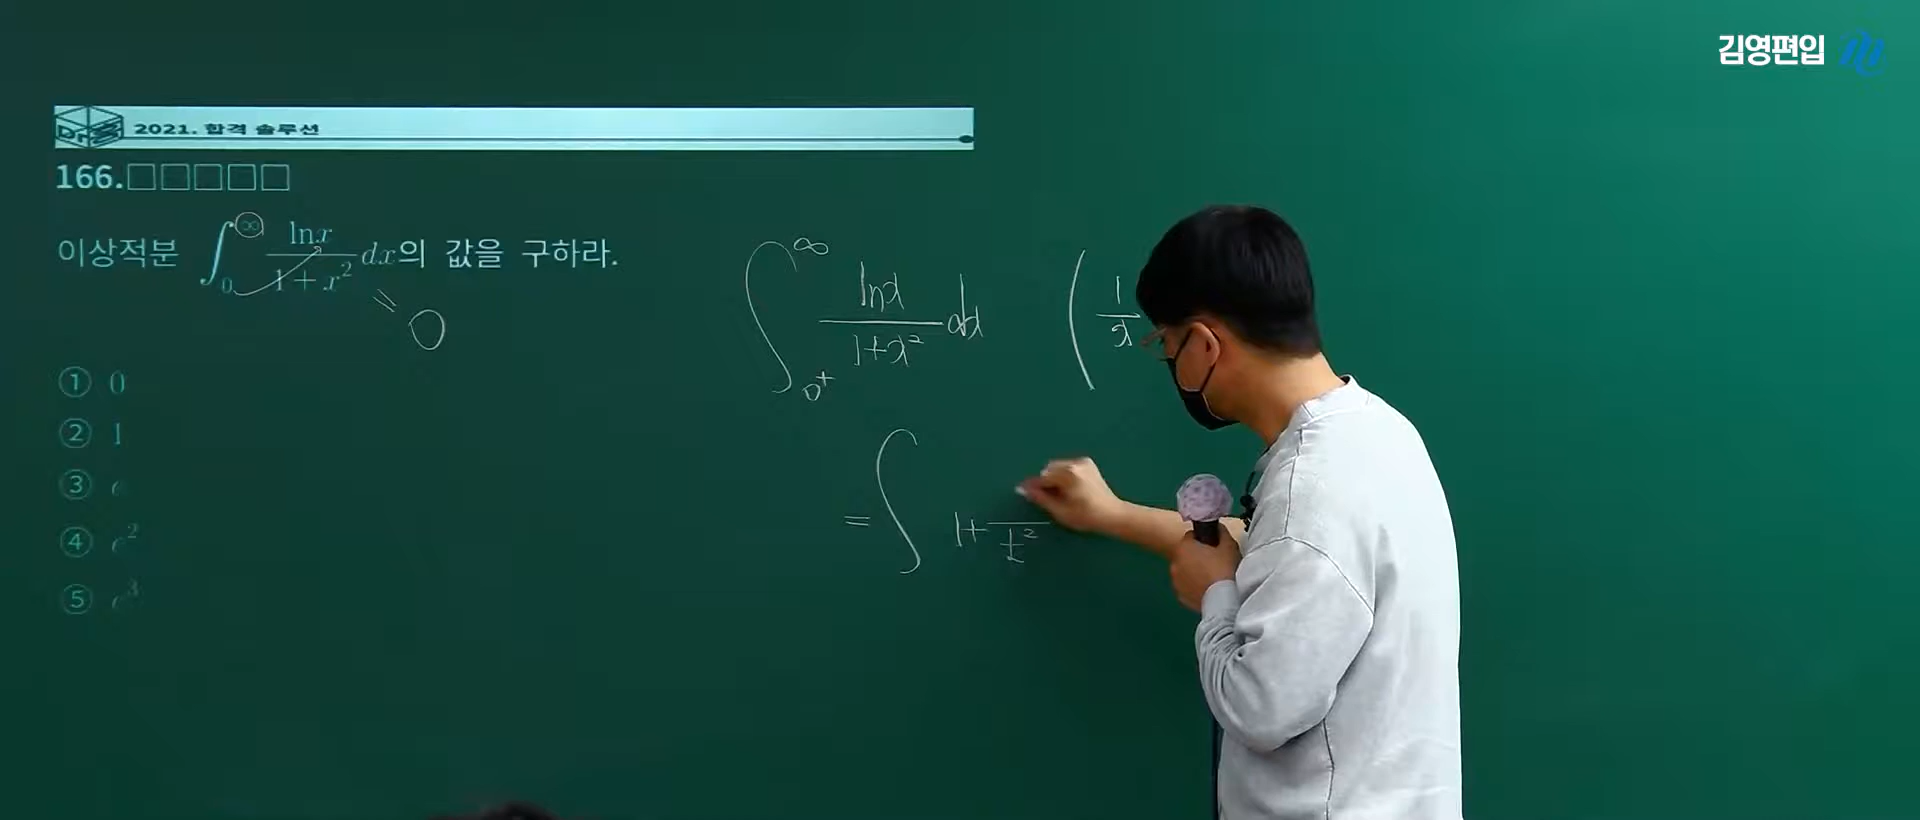 김영편입
2021. 합격 솔루션
166.□□□□□
이상적분 ∫₀^∞ lnx/(1+x²) dx의 값을 구하라.
= 0
① 0
② 1
③ e
④ e²
⑤ e³
∫_{0⁺}^∞ lnx/(1+x²) dx ( 1/x
= ∫ 1+ /t²